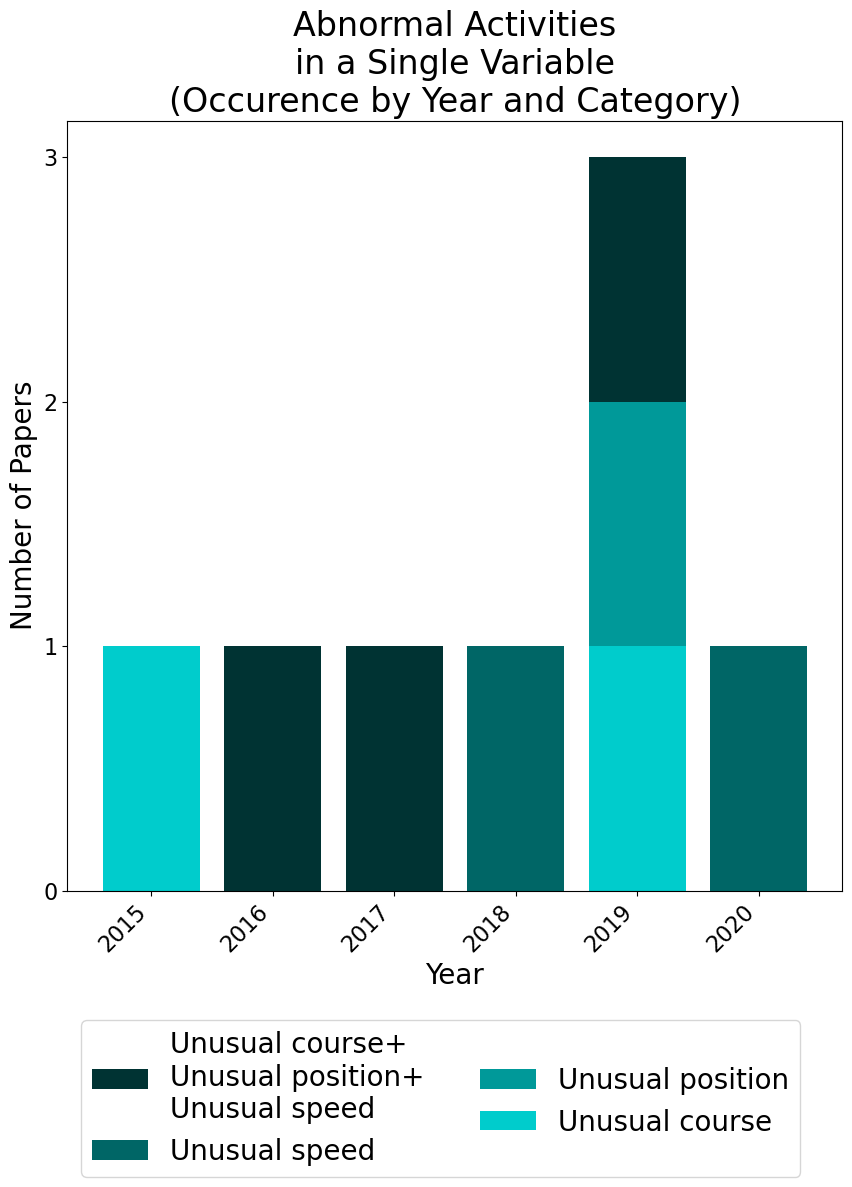 Abnormal Activities
in a Single Variable
(Occurence by Year and Category)
3
2
1
0
Number of Papers
2015
2016
2017
2018
2019
2020
Year
Unusual course+
Unusual position+
Unusual speed
Unusual speed
Unusual position
Unusual course